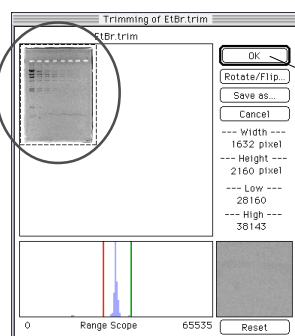 Trimming of EtBr.trim
EtBr.trim
OK
Rotate/Flip...
Save as...
Cancel
--- Width ---
1632 pixel
--- Height ---
2160 pixel
--- Low ---
28160
--- High ---
38143
0 Range Scope 65535
Reset